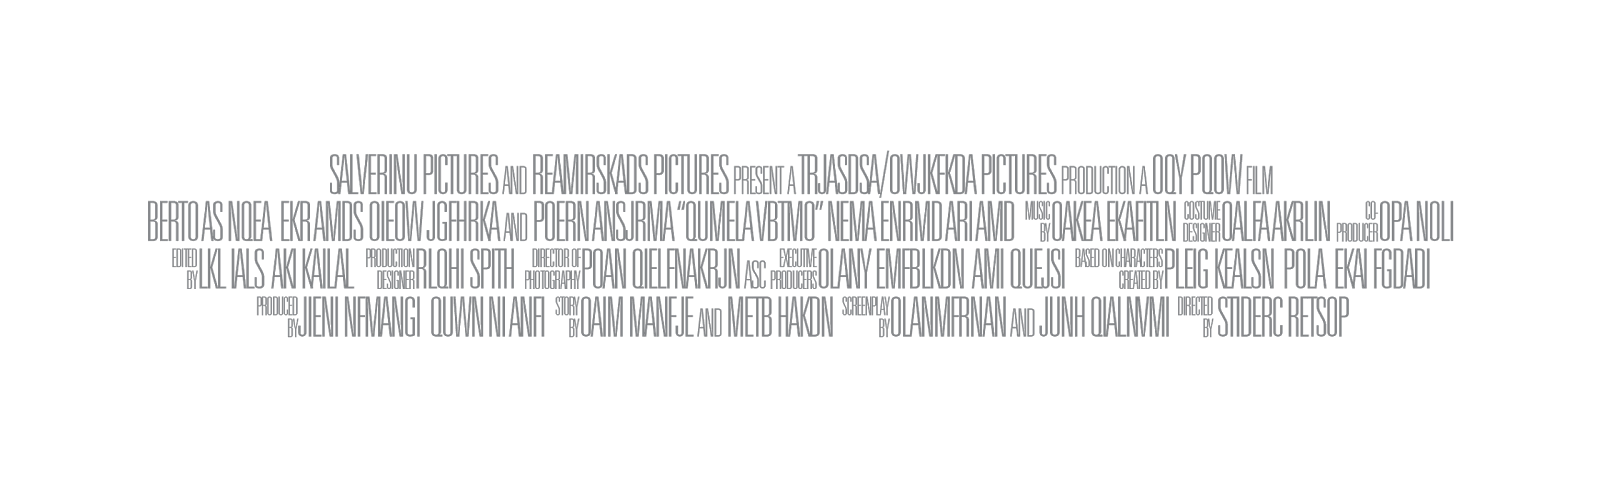 SALVERINU PICTURES AND REAMIRSKADS PICTURES PRESENT A TRJASDSA/OWJKFKDA PICTURES PRODUCTION A OQY PQOW FILM
BERTO AS NQEA EKR AMDS OIEOW JGFHRKA AND POERN ANSJRMA “QUMELA VBTMO” NEMA ENRMD ARI AMD MUSIC BY OAKEA EKAFITLN COSTUME DESIGNER OALFA AKRLIN CO-PRODUCER OPA NOLI
EDITED BY LKL IALS AKI KAILAL PRODUCTION DESIGNER RLQHI SPITH DIRECTOR OF PHOTOGRAPHY POAN QIELFNAKRJN ASC EXECUTIVE PRODUCERS OLANY EMFBLKDN AMI QUEJSI BASED ON CHARACTERS CREATED BY PLEIG KEALSN POLA EKAI FGDADI
PRODUCED BY JIENI NFMANGI QUWN NI ANFI STORY BY OAIM MANFJE AND METB HAKDN SCREENPLAY BY OLANMFRNAN AND JUNH QIALNVMI DIRECTED BY STIDERC RETSOP